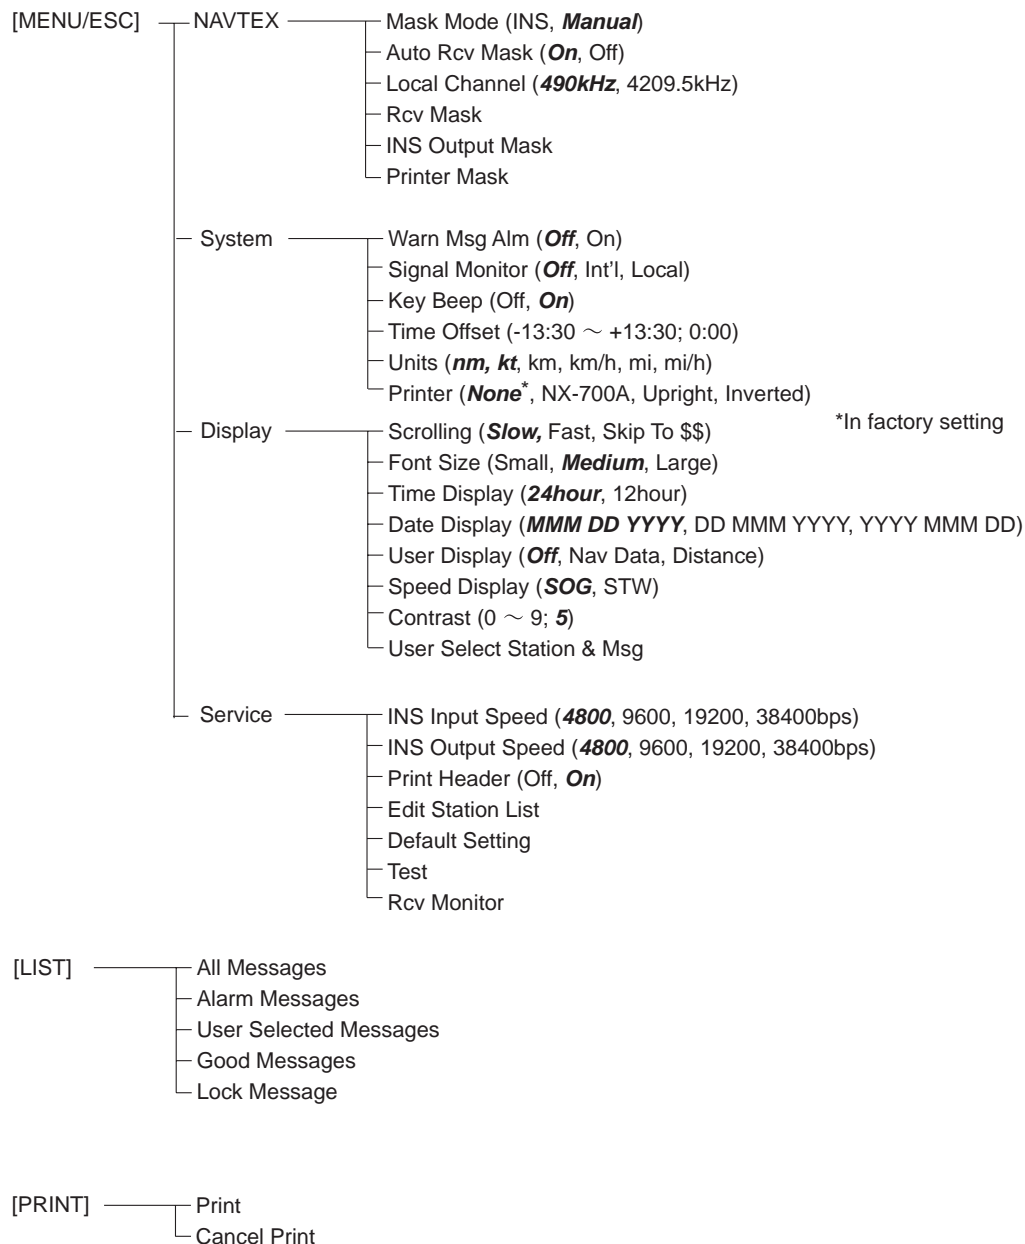 [MENU/ESC] NAVTEX Mask Mode (INS, Manual)
Auto Rcv Mask (On, Off)
Local Channel (490kHz, 4209.5kHz)
Rcv Mask
INS Output Mask
Printer Mask
System Warn Msg Alm (Off, On)
Signal Monitor (Off, Int'l, Local)
Key Beep (Off, On)
Time Offset (-13:30 ～ +13:30; 0:00)
Units (nm, kt, km, km/h, mi, mi/h)
Printer (None*, NX-700A, Upright, Inverted)
*In factory setting
Display Scrolling (Slow, Fast, Skip To $$)
Font Size (Small, Medium, Large)
Time Display (24hour, 12hour)
Date Display (MMM DD YYYY, DD MMM YYYY, YYYY MMM DD)
User Display (Off, Nav Data, Distance)
Speed Display (SOG, STW)
Contrast (0 ～ 9; 5)
User Select Station & Msg
Service INS Input Speed (4800, 9600, 19200, 38400bps)
INS Output Speed (4800, 9600, 19200, 38400bps)
Print Header (Off, On)
Edit Station List
Default Setting
Test
Rcv Monitor
[LIST] All Messages
Alarm Messages
User Selected Messages
Good Messages
Lock Message
[PRINT] Print
Cancel Print